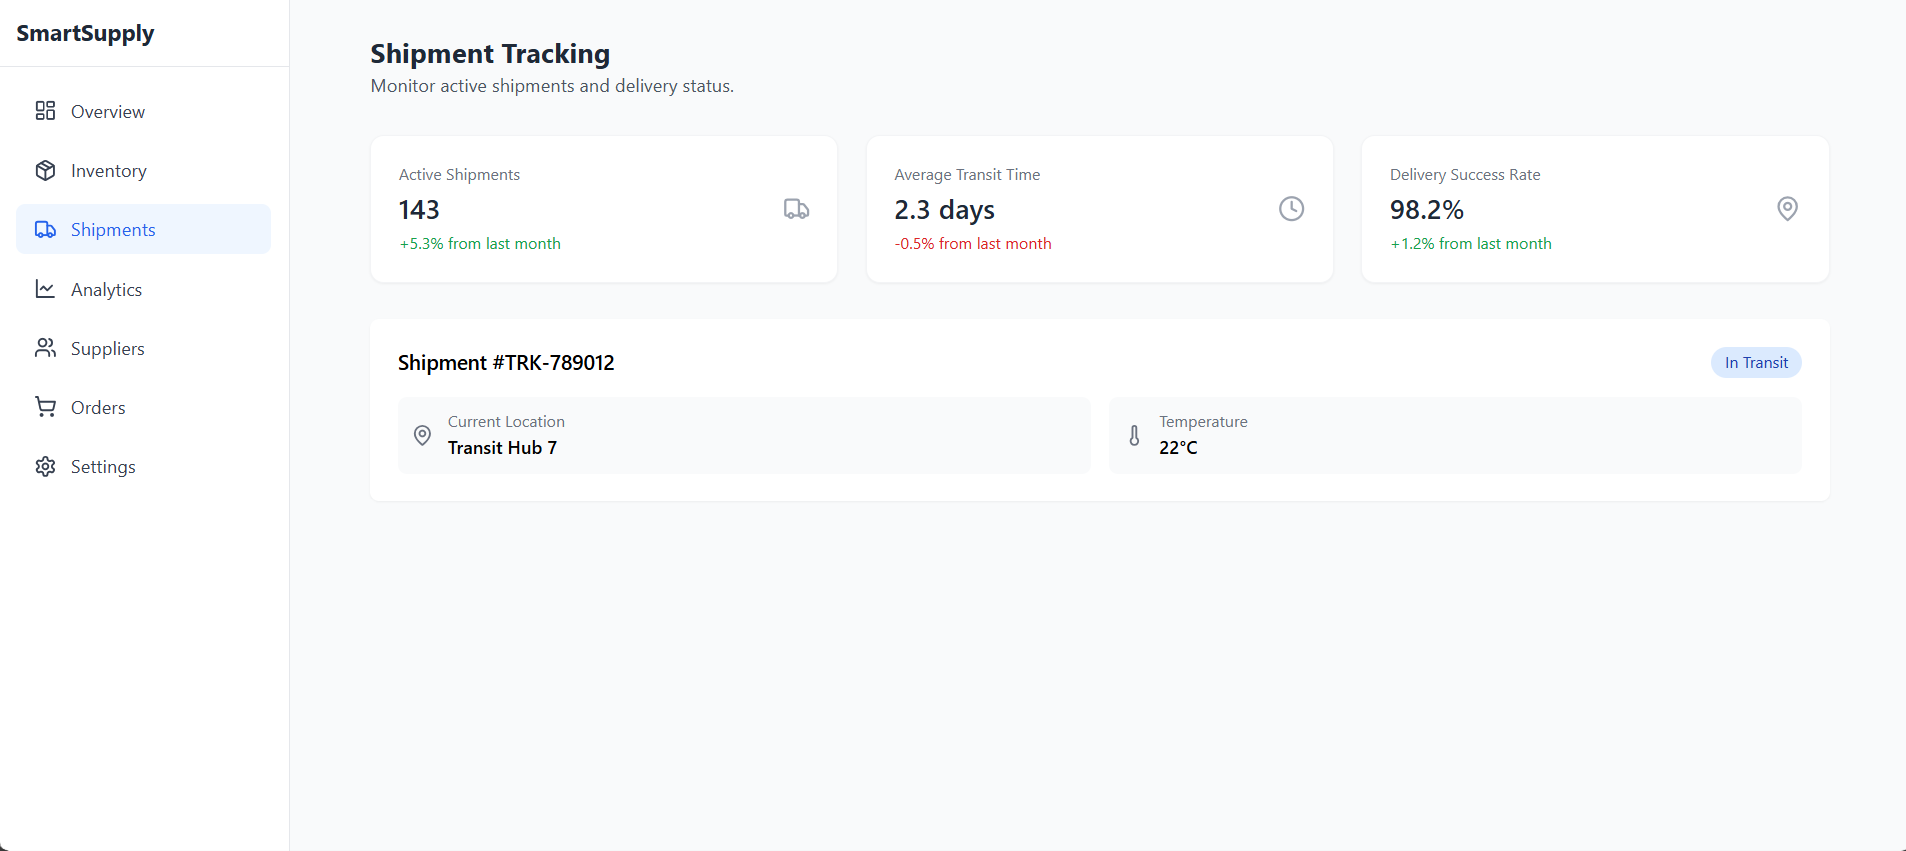 SmartSupply
Overview
Inventory
Shipments
Analytics
Suppliers
Orders
Settings
Shipment Tracking
Monitor active shipments and delivery status.
Active Shipments
143
+5.3% from last month
Average Transit Time
2.3 days
-0.5% from last month
Delivery Success Rate
98.2%
+1.2% from last month
Shipment #TRK-789012
In Transit
Current Location
Transit Hub 7
Temperature
22°C